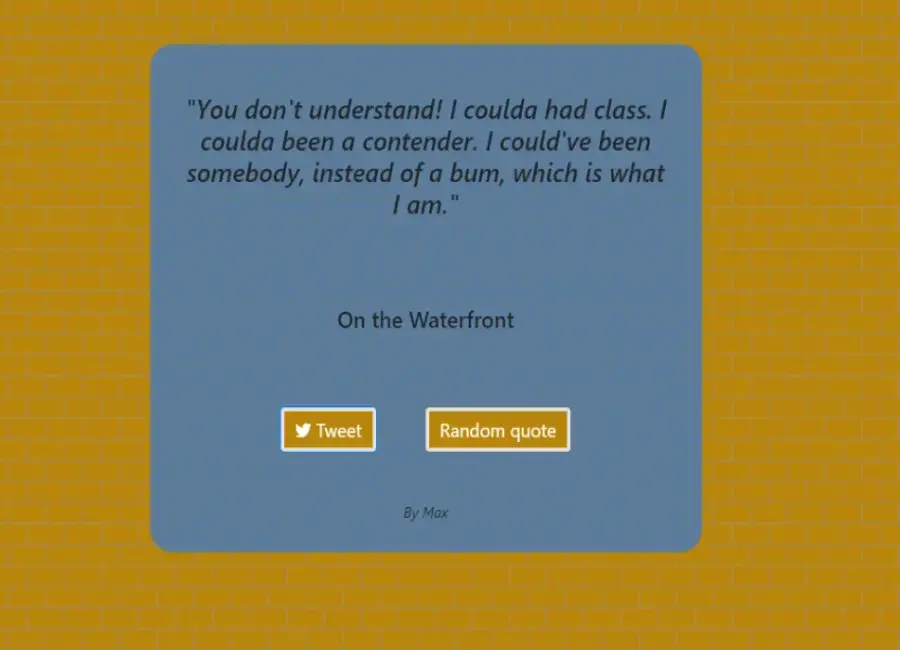 "You don't understand! I coulda had class. I
coulda been a contender. I could've been
somebody, instead of a bum, which is what
I am."
On the Waterfront
Tweet
Random quote
By Max